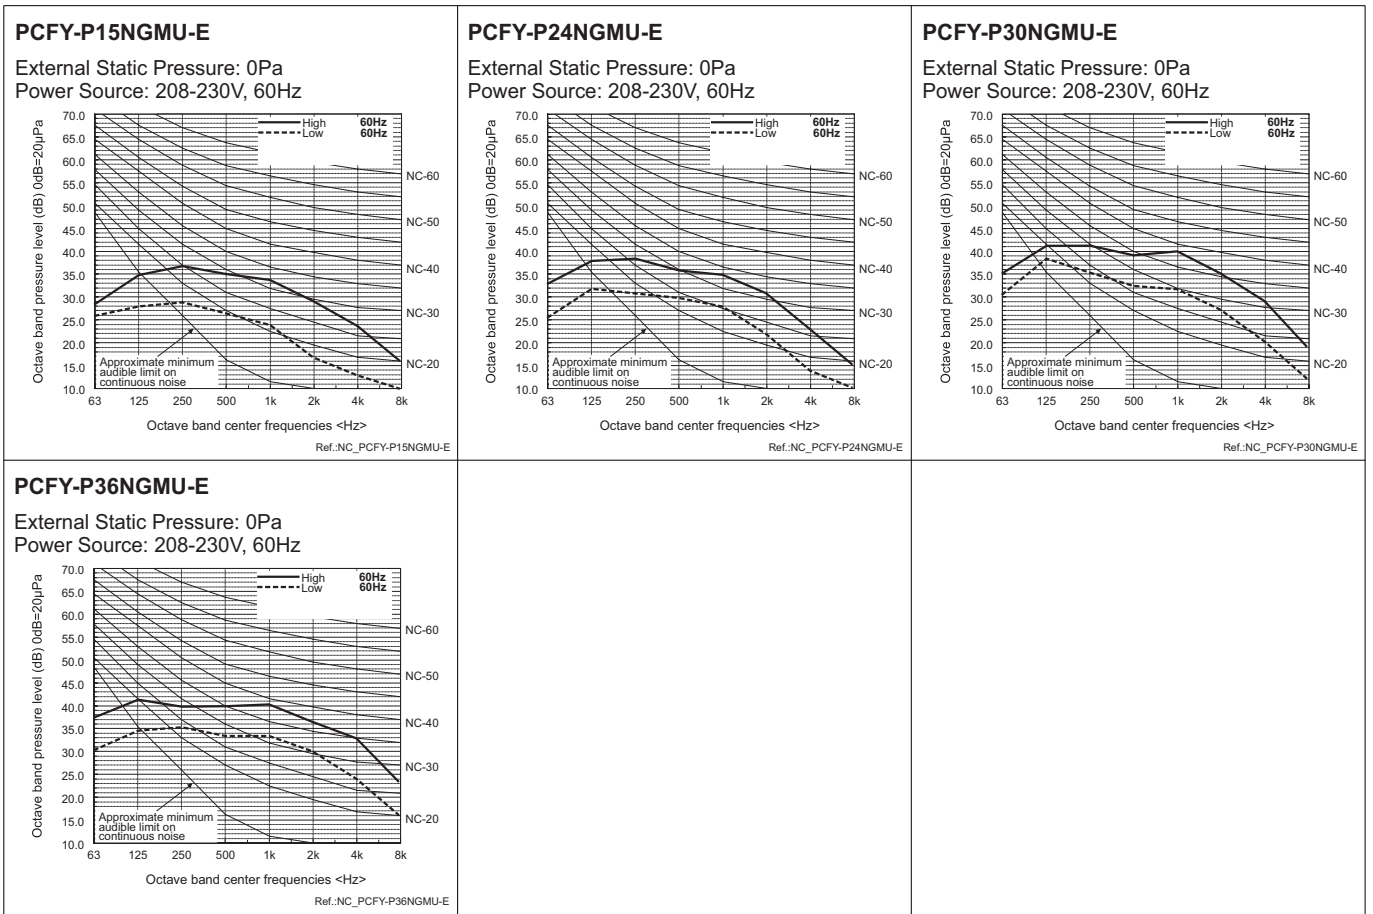 PCFY-P15NGMU-E
External Static Pressure: 0Pa
Power Source: 208-230V, 60Hz
Octave band pressure level (dB) 0dB=20µPa
70.0
65.0
60.0
55.0
50.0
45.0
40.0
35.0
30.0
25.0
20.0
15.0
10.0
High 60Hz
Low 60Hz
NC-60
NC-50
NC-40
NC-30
NC-20
Approximate minimum
audible limit on
continuous noise
63 125 250 500 1k 2k 4k 8k
Octave band center frequencies <Hz>
Ref.:NC_PCFY-P15NGMU-E
PCFY-P24NGMU-E
External Static Pressure: 0Pa
Power Source: 208-230V, 60Hz
Octave band pressure level (dB) 0dB=20µPa
70.0
65.0
60.0
55.0
50.0
45.0
40.0
35.0
30.0
25.0
20.0
15.0
10.0
High 60Hz
Low 60Hz
NC-60
NC-50
NC-40
NC-30
NC-20
Approximate minimum
audible limit on
continuous noise
63 125 250 500 1k 2k 4k 8k
Octave band center frequencies <Hz>
Ref.:NC_PCFY-P24NGMU-E
PCFY-P30NGMU-E
External Static Pressure: 0Pa
Power Source: 208-230V, 60Hz
Octave band pressure level (dB) 0dB=20µPa
70.0
65.0
60.0
55.0
50.0
45.0
40.0
35.0
30.0
25.0
20.0
15.0
10.0
High 60Hz
Low 60Hz
NC-60
NC-50
NC-40
NC-30
NC-20
Approximate minimum
audible limit on
continuous noise
63 125 250 500 1k 2k 4k 8k
Octave band center frequencies <Hz>
Ref.:NC_PCFY-P30NGMU-E
PCFY-P36NGMU-E
External Static Pressure: 0Pa
Power Source: 208-230V, 60Hz
Octave band pressure level (dB) 0dB=20µPa
70.0
65.0
60.0
55.0
50.0
45.0
40.0
35.0
30.0
25.0
20.0
15.0
10.0
High 60Hz
Low 60Hz
NC-60
NC-50
NC-40
NC-30
NC-20
Approximate minimum
audible limit on
continuous noise
63 125 250 500 1k 2k 4k 8k
Octave band center frequencies <Hz>
Ref.:NC_PCFY-P36NGMU-E